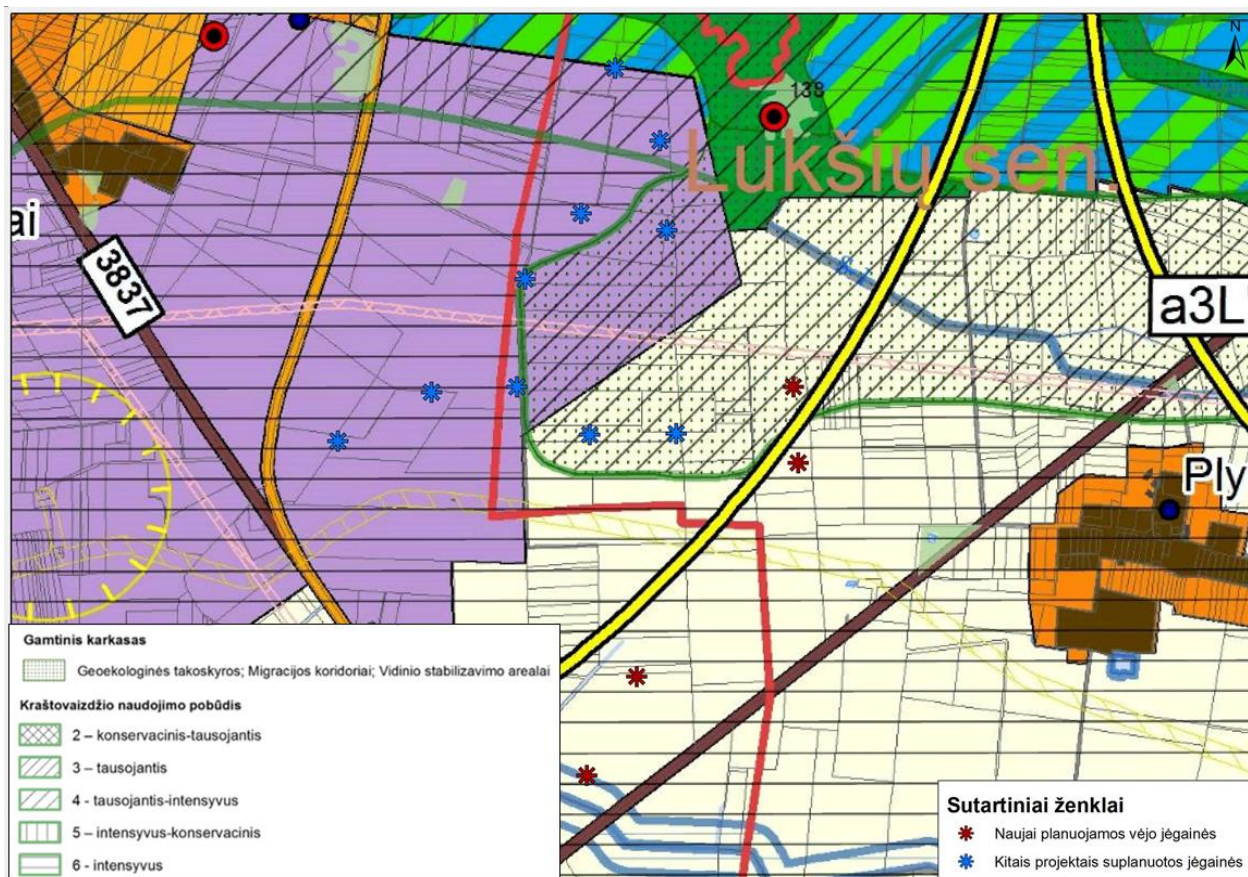 N
138
Lukšių sen.
ai
3837
a3L
Ply
Gamtinis karkasas
Geoekologinės takoskyros; Migracijos koridoriai; Vidinio stabilizavimo arealai
Kraštovaizdžio naudojimo pobūdis
2 – konservacinis-tausojantis
3 – tausojantis
4 - tausojantis-intensyvus
5 – intensyvus-konservacinis
6 - intensyvus
Sutartiniai ženklai
Naujai planuojamos vėjo jėgainės
Kitais projektais suplanuotos jėgainės